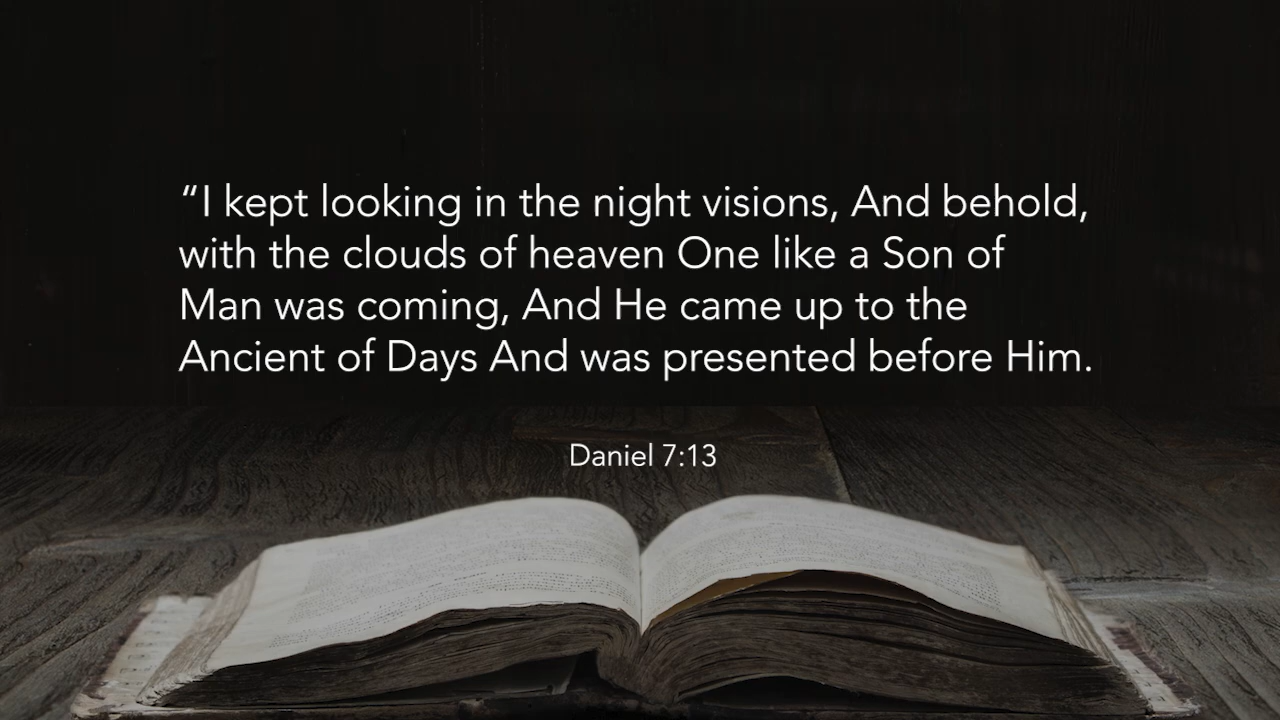 “I kept looking in the night visions, And behold,
with the clouds of heaven One like a Son of
Man was coming, And He came up to the
Ancient of Days And was presented before Him.
Daniel 7:13